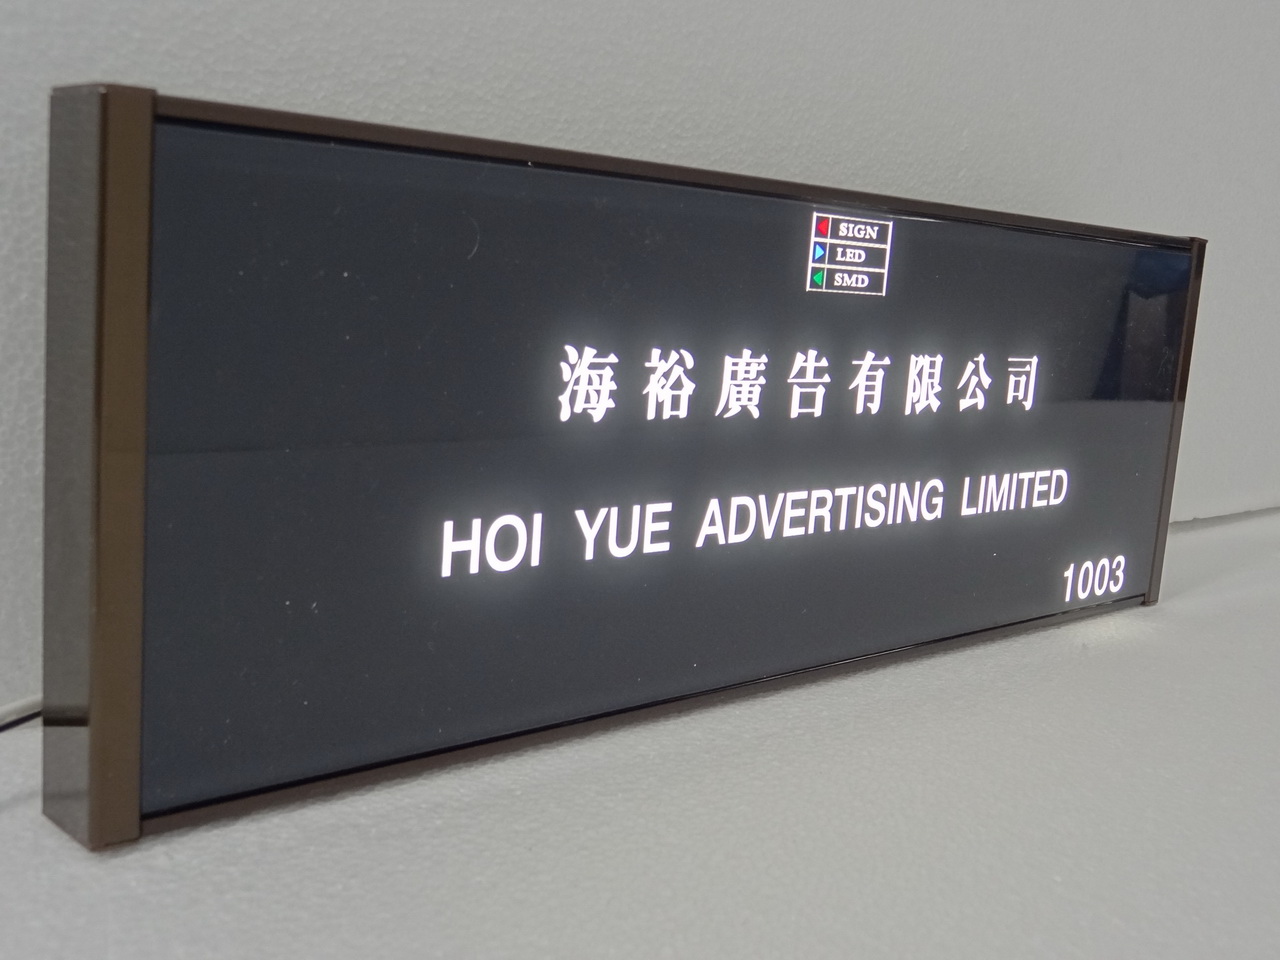 SIGN
LED
SMD
海裕廣告有限公司
HOI YUE ADVERTISING LIMITED
1003